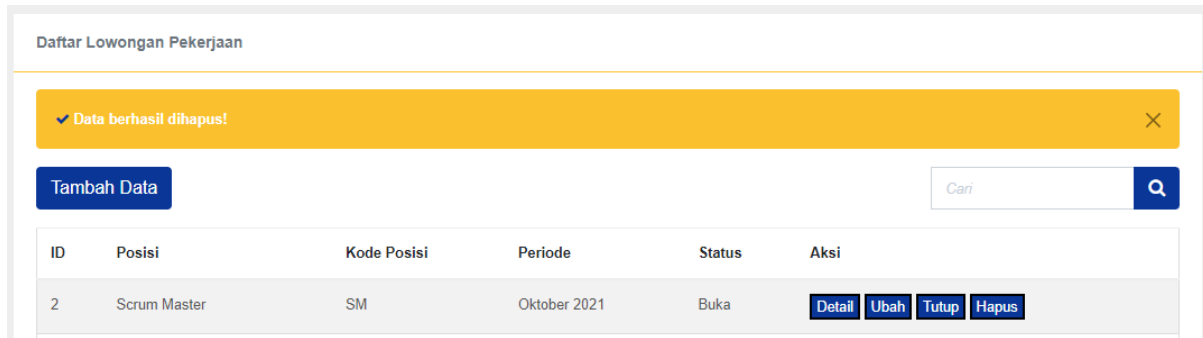 Daftar Lowongan Pekerjaan
Data berhasil dihapus!
Tambah Data Cari
ID Posisi Kode Posisi Periode Status Aksi
2 Scrum Master SM Oktober 2021 Buka Detail Ubah Tutup Hapus